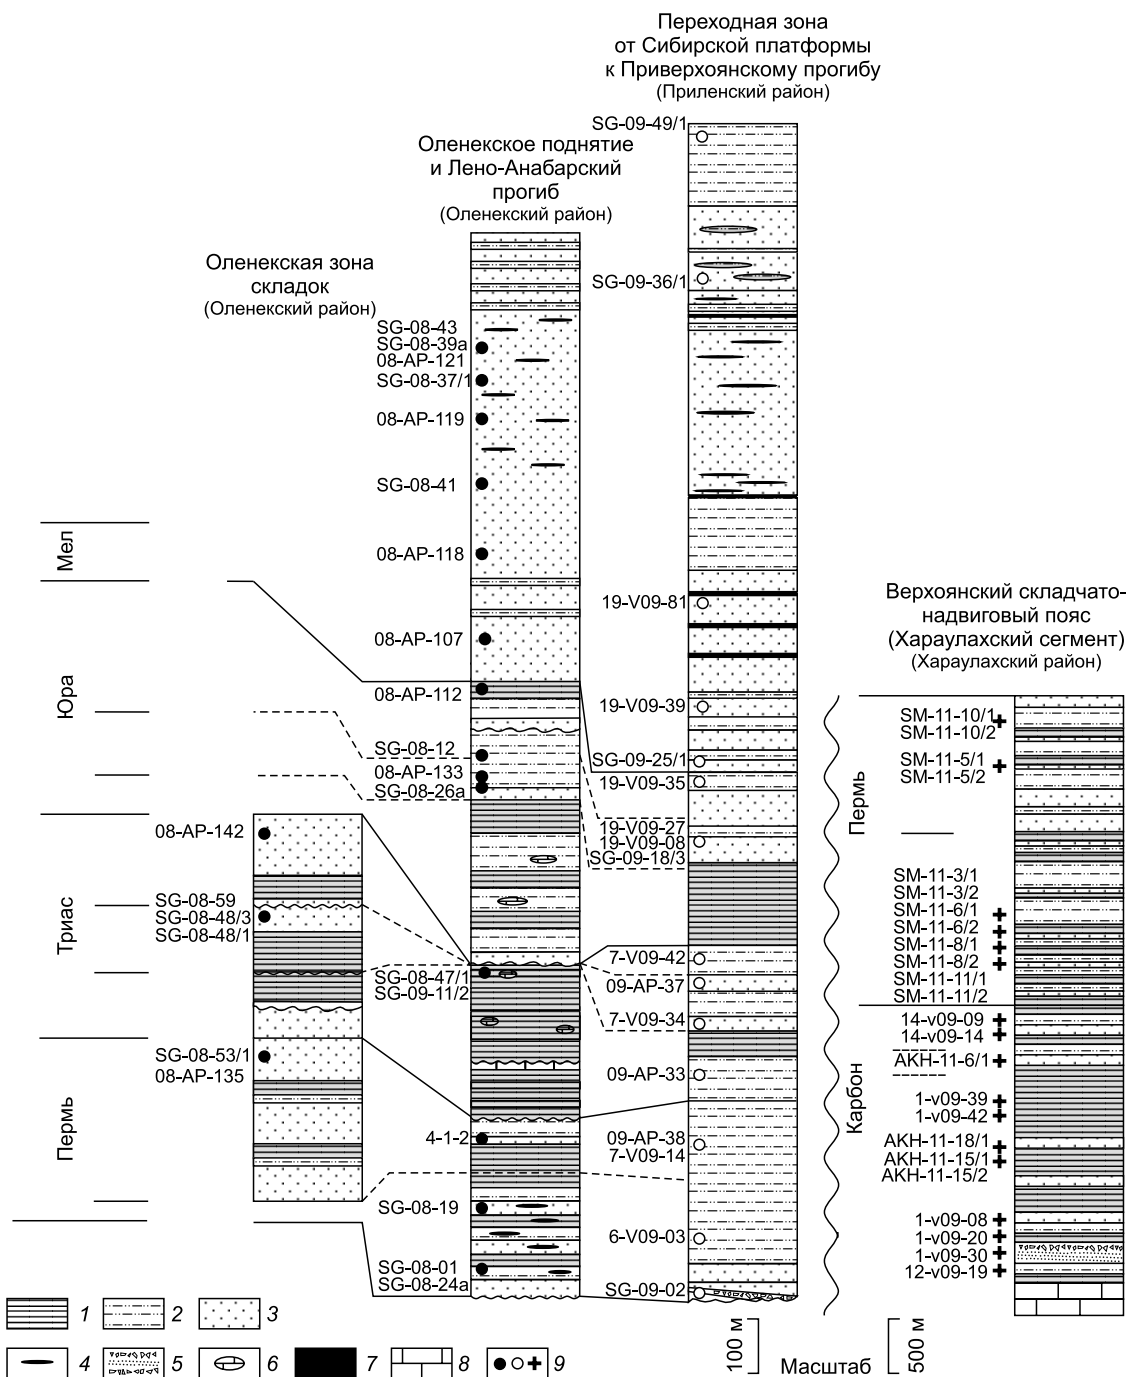 Переходная зона
от Сибирской платформы
к Приверхоянскому прогибу
(Приленский район)
SG-09-49/1
SG-09-36/1
19-V09-81
19-V09-39
SG-09-25/1
19-V09-35
19-V09-27
19-V09-08
SG-09-18/3
7-V09-42
09-AP-37
7-V09-34
09-AP-33
09-AP-38
7-V09-14
6-V09-03
SG-09-02
Оленекское поднятие
и Лено-Анабарский
прогиб
(Оленекский район)
SG-08-43
SG-08-39a
08-AP-121
SG-08-37/1
08-AP-119
SG-08-41
08-AP-118
08-AP-107
08-AP-112
SG-08-12
08-AP-133
SG-08-26a
SG-08-47/1
SG-09-11/2
4-1-2
SG-08-19
SG-08-01
SG-08-24a
Оленекская зона
складок
(Оленекский район)
08-AP-142
SG-08-59
SG-08-48/3
SG-08-48/1
SG-08-53/1
08-AP-135
Мел
Юра
Триас
Пермь
Верхоянский складчато-
надвиговый пояс
(Хараулахский сегмент)
(Хараулахский район)
Пермь
Карбон
SM-11-10/1
SM-11-10/2
SM-11-5/1
SM-11-5/2
SM-11-3/1
SM-11-3/2
SM-11-6/1
SM-11-6/2
SM-11-8/1
SM-11-8/2
SM-11-11/1
SM-11-11/2
14-v09-09
14-v09-14
AKH-11-6/1
1-v09-39
1-v09-42
AKH-11-18/1
AKH-11-15/1
AKH-11-15/2
1-v09-08
1-v09-20
1-v09-30
12-v09-19
1 2 3
4 5 6 7 8 9
100 м Масштаб 500 м